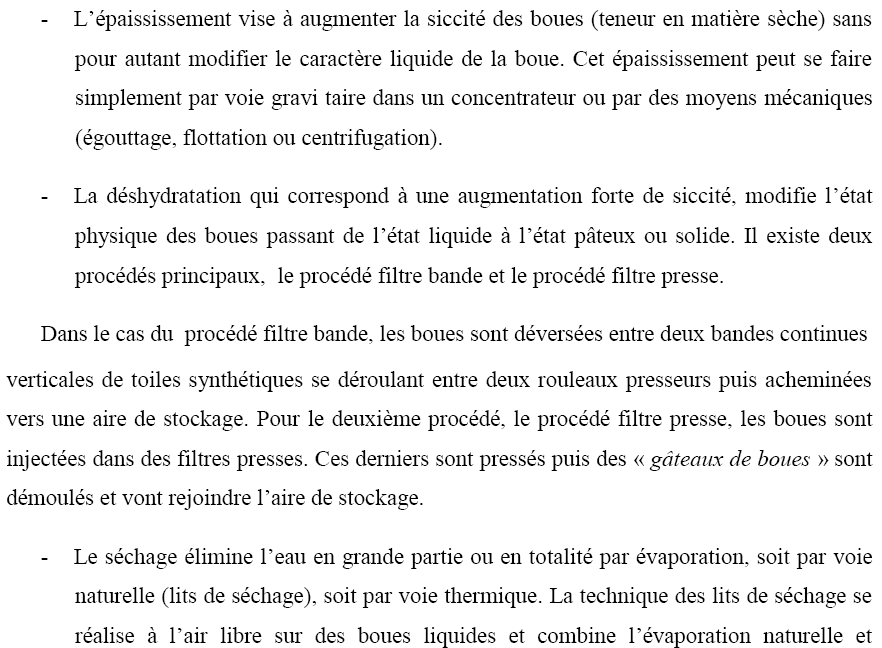 - L’épaississement vise à augmenter la siccité des boues (teneur en matière sèche) sans
pour autant modifier le caractère liquide de la boue. Cet épaississement peut se faire
simplement par voie gravi taire dans un concentrateur ou par des moyens mécaniques
(égouttage, flottation ou centrifugation).
- La déshydratation qui correspond à une augmentation forte de siccité, modifie l’état
physique des boues passant de l’état liquide à l’état pâteux ou solide. Il existe deux
procédés principaux,  le procédé filtre bande et le procédé filtre presse.
Dans le cas du  procédé filtre bande, les boues sont déversées entre deux bandes continues
verticales de toiles synthétiques se déroulant entre deux rouleaux presseurs puis acheminées
vers une aire de stockage. Pour le deuxième procédé, le procédé filtre presse, les boues sont
injectées dans des filtres presses. Ces derniers sont pressés puis des « gâteaux de boues » sont
démoulés et vont rejoindre l’aire de stockage.
- Le séchage élimine l’eau en grande partie ou en totalité par évaporation, soit par voie
naturelle (lits de séchage), soit par voie thermique. La technique des lits de séchage se
réalise à l’air libre sur des boues liquides et combine l’évaporation naturelle et